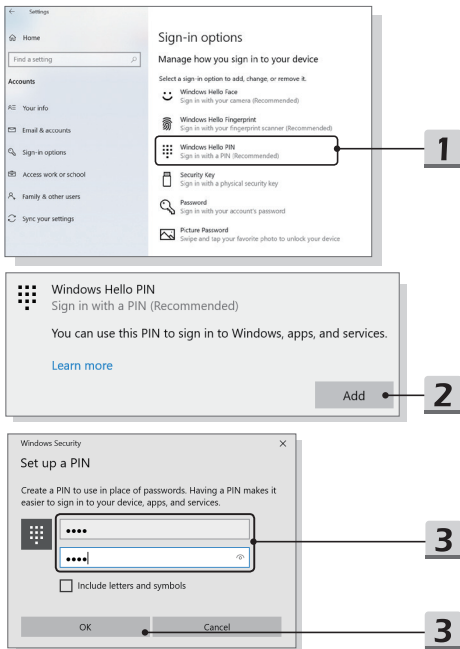 Settings
Home
Find a setting
Accounts
Your info
Email & accounts
Sign-in options
Access work or school
Family & other users
Sync your settings
Sign-in options
Manage how you sign in to your device
Select a sign-in option to add, change, or remove it.
Windows Hello Face
Sign in with your camera (Recommended)
Windows Hello Fingerprint
Sign in with your fingerprint scanner (Recommended)
Windows Hello PIN
Sign in with a PIN (Recommended)
Security Key
Sign in with a physical security key
Password
Sign in with your account's password
Picture Password
Swipe and tap your favorite photo to unlock your device
1
Windows Hello PIN
Sign in with a PIN (Recommended)
You can use this PIN to sign in to Windows, apps, and services.
Learn more
Add
2
Windows Security
Set up a PIN
Create a PIN to use in place of passwords. Having a PIN makes it
easier to sign in to your device, apps, and services.
3
Include letters and symbols
OK
Cancel
3